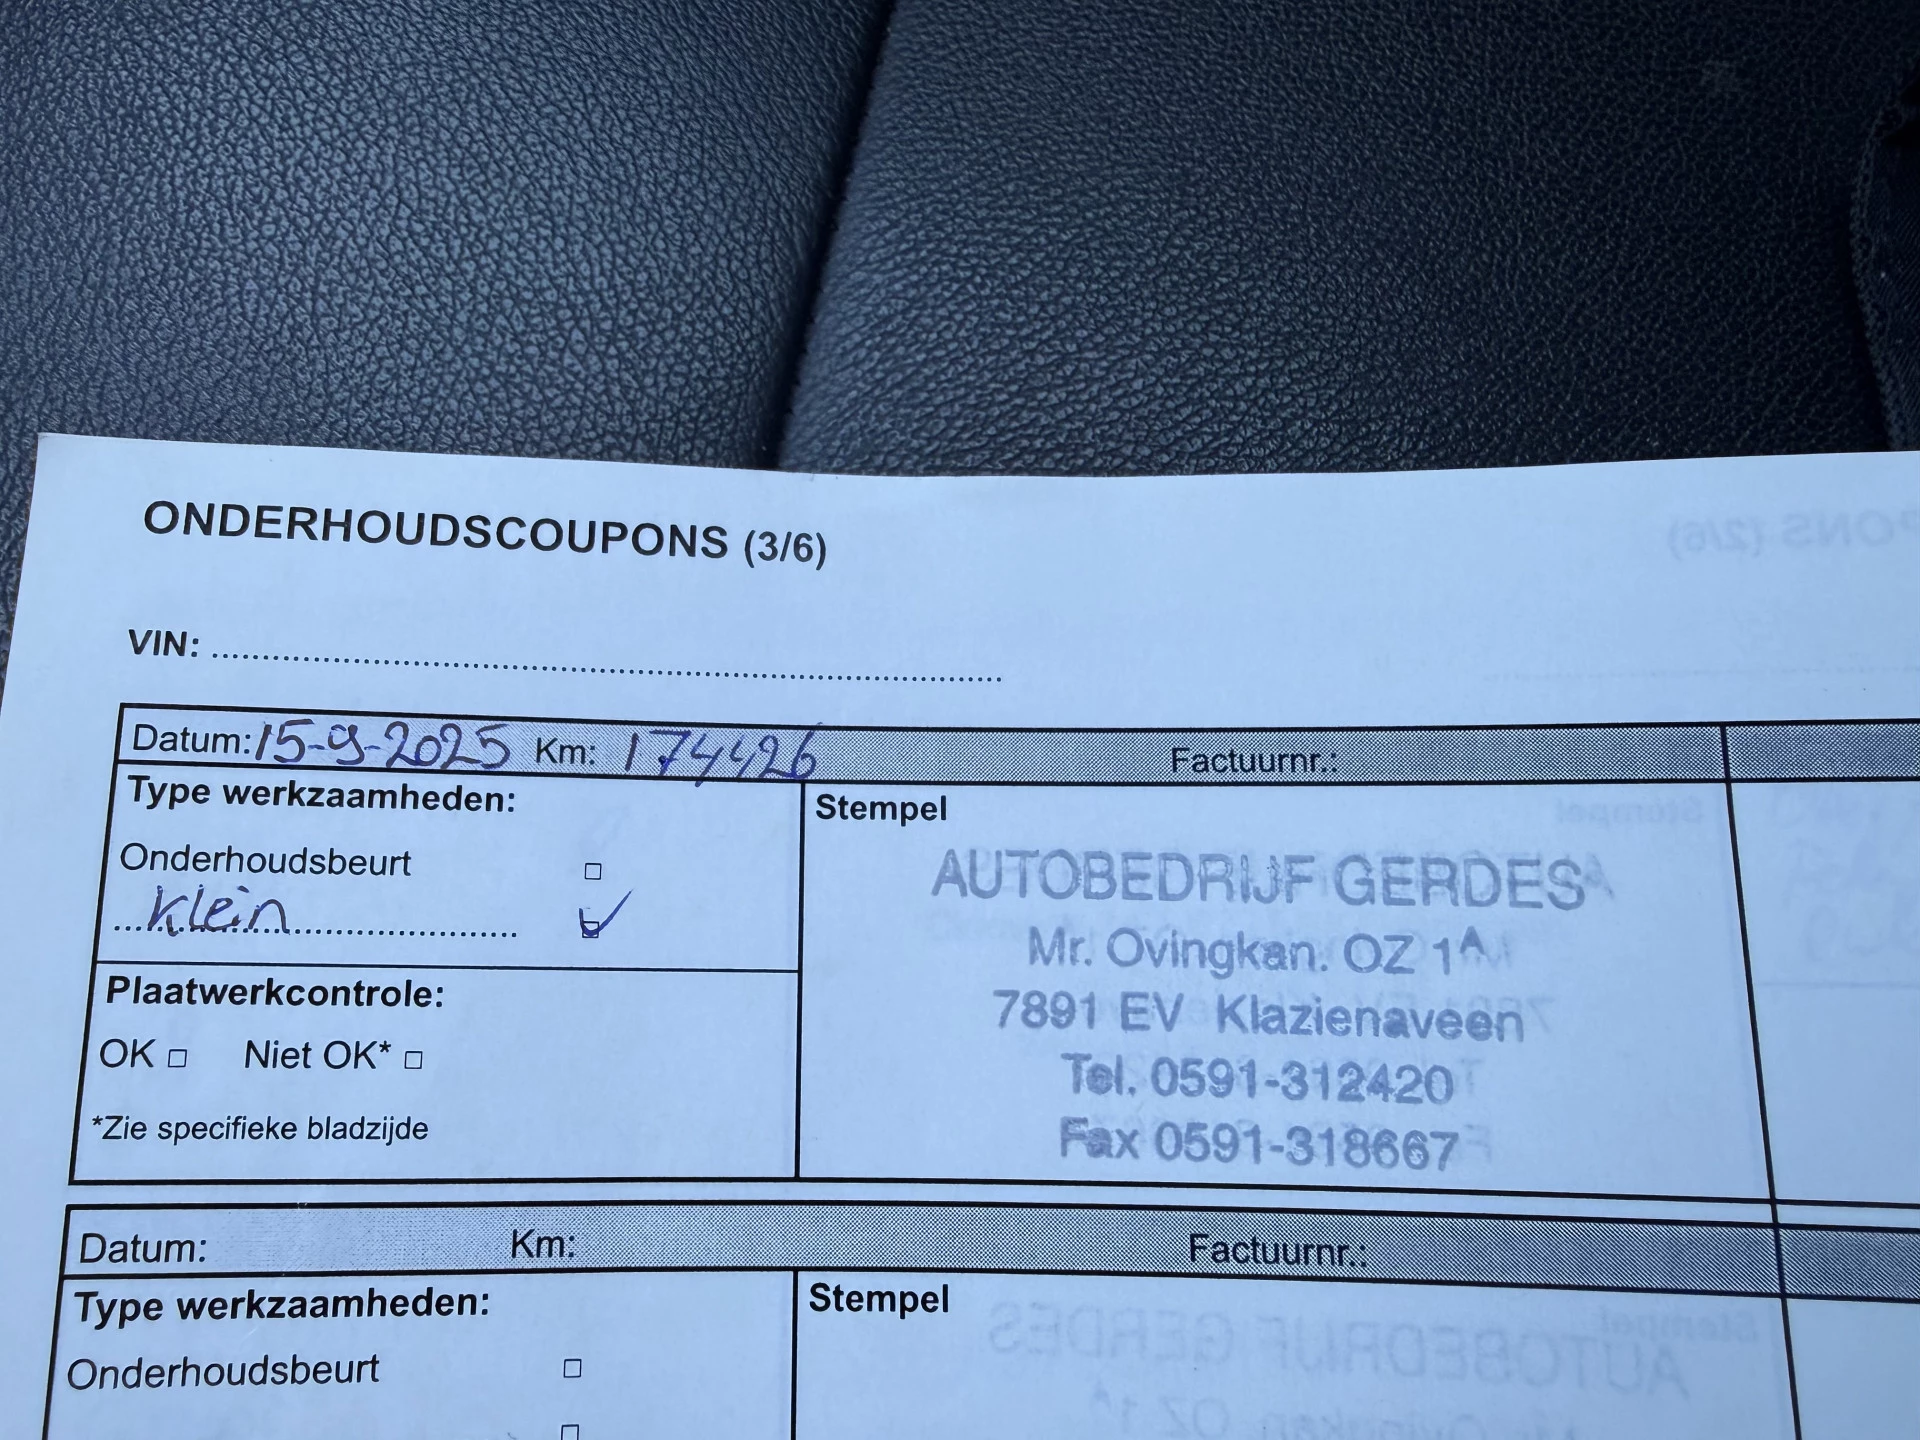 ONDERHOUDSCOUPONS (3/6)
VIN:
Datum: 15-9-2025 Km: 174426 Factuurnr.:
Type werkzaamheden:
Onderhoudsbeurt
Klein
Plaatwerkcontrole:
OK Niet OK*
*Zie specifieke bladzijde
Stempel
AUTOBEDRIJF GERDES
Mr. Ovingkan. OZ 1A
7891 EV Klazienaveen
Tel. 0591-312420
Fax 0591-318667
Datum: Km: Factuurnr.:
Type werkzaamheden:
Onderhoudsbeurt
Stempel